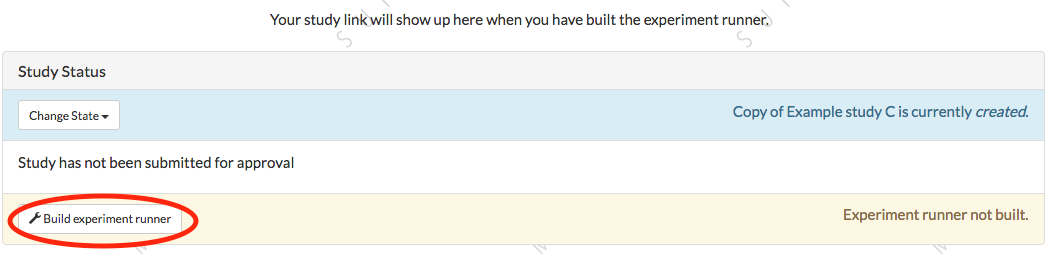 Your study link will show up here when you have built the experiment runner.
Study Status
Change State
Copy of Example study C is currently created.
Study has not been submitted for approval
Build experiment runner
Experiment runner not built.